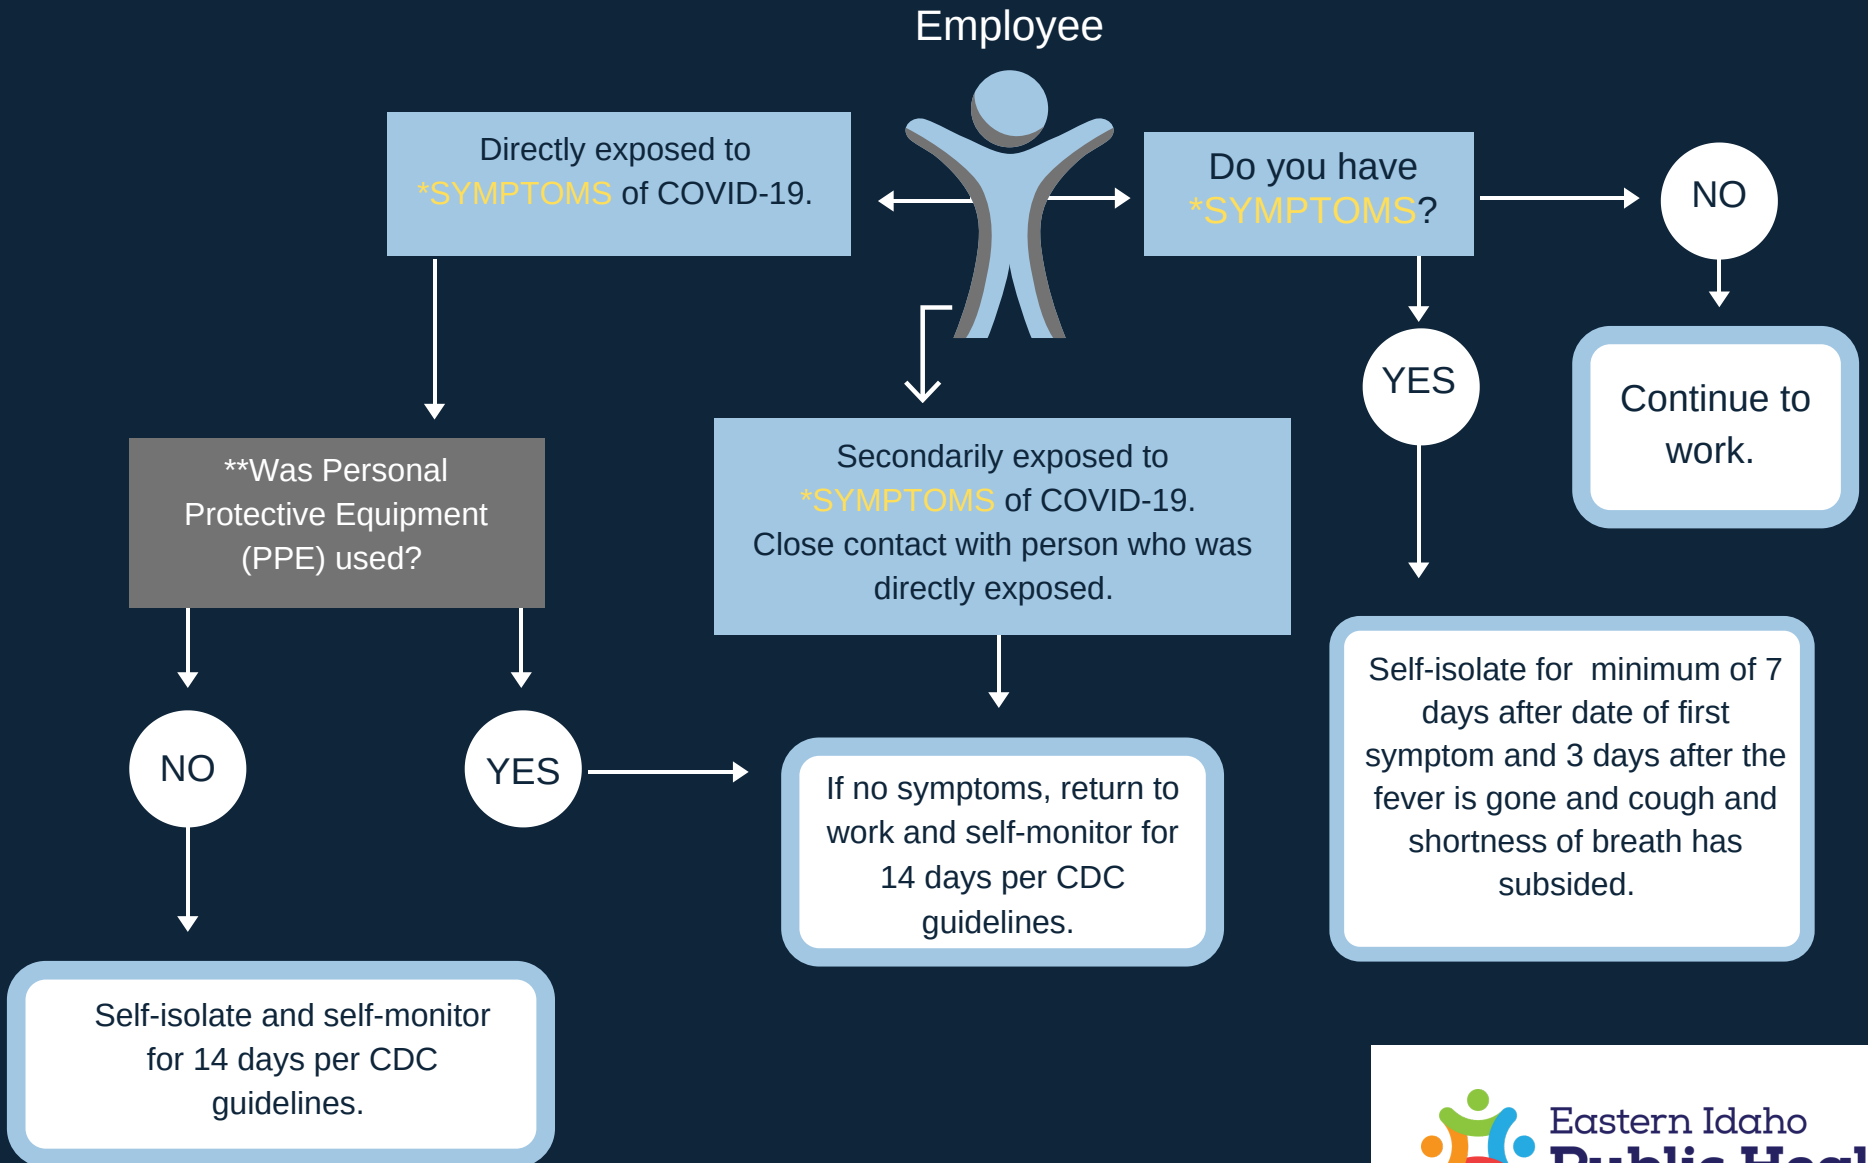 Employee
Directly exposed to
*SYMPTOMS of COVID-19.
Do you have
*SYMPTOMS?
NO
YES
Continue to
work.
**Was Personal
Protective Equipment
(PPE) used?
Secondarily exposed to
*SYMPTOMS of COVID-19.
Close contact with person who was
directly exposed.
Self-isolate for  minimum of 7
days after date of first
symptom and 3 days after the
fever is gone and cough and
shortness of breath has
subsided.
NO
YES
If no symptoms, return to
work and self-monitor for
14 days per CDC
guidelines.
Self-isolate and self-monitor
for 14 days per CDC
guidelines.
Eastern Idaho
Public